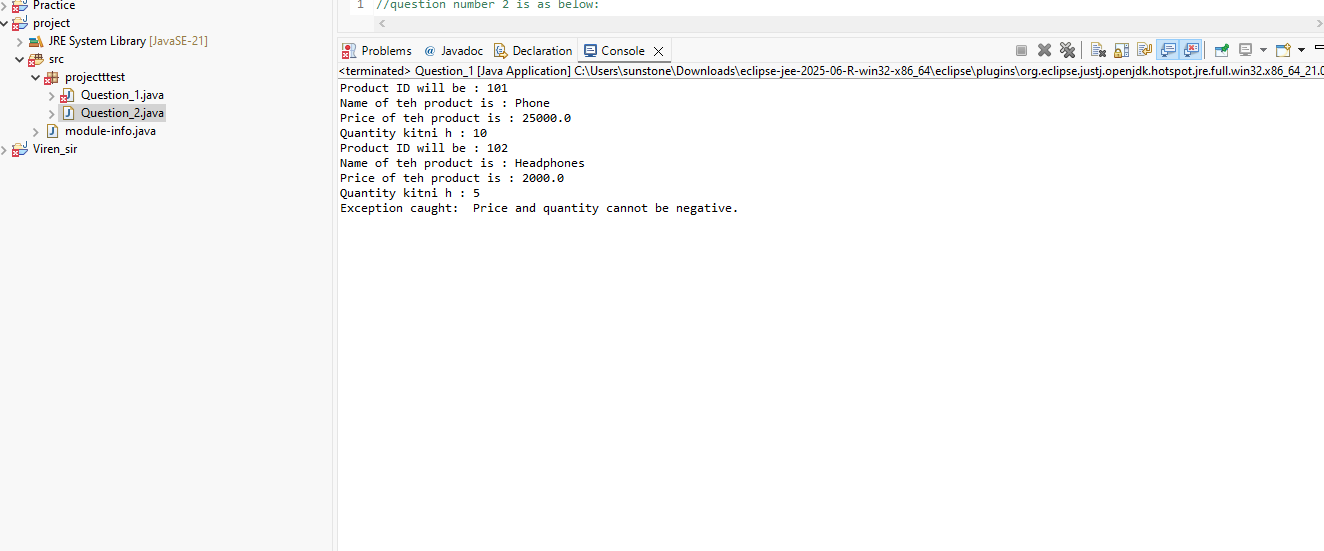 Practice
project
JRE System Library [JavaSE-21]
src
projectttest
Question_1.java
Question_2.java
module-info.java
Viren_sir
1 //question number 2 is as below:
Problems @ Javadoc Declaration Console
<terminated> Question_1 [Java Application] C:\Users\sunstone\Downloads\eclipse-jee-2025-06-R-win32-x86_64\eclipse\plugins\org.eclipse.justj.openjdk.hotspot.jre.full.win32.x86_64_21.0
Product ID will be : 101
Name of teh product is : Phone
Price of teh product is : 25000.0
Quantity kitni h : 10
Product ID will be : 102
Name of teh product is : Headphones
Price of teh product is : 2000.0
Quantity kitni h : 5
Exception caught:  Price and quantity cannot be negative.